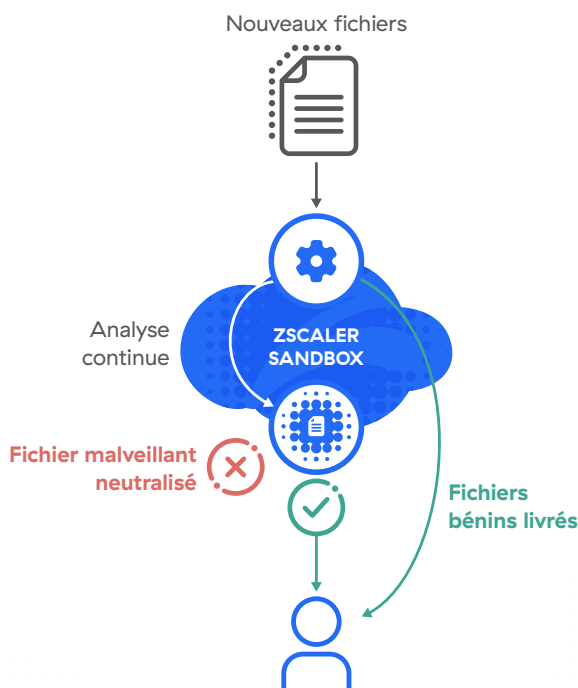 Nouveaux fichiers
Analyse
continue
ZSCALER
SANDBOX
Fichier malveillant
neutralisé
Fichiers
bénins livrés